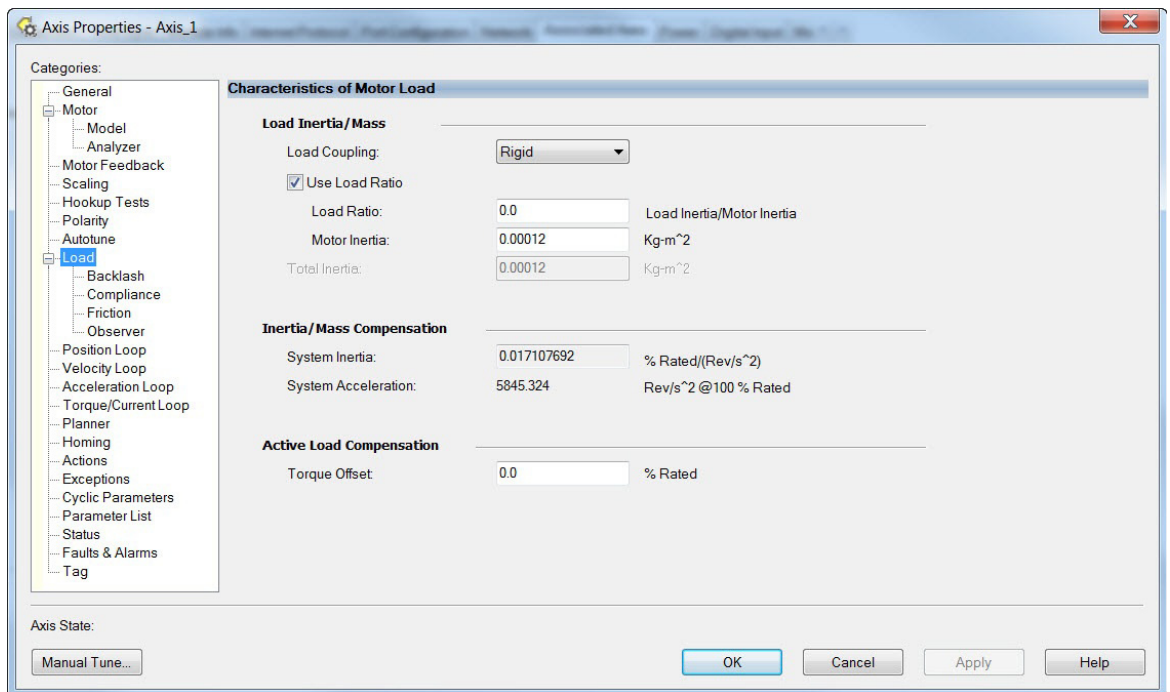 Axis Properties - Axis_1
X
Categories:
General
Motor
Model
Analyzer
Motor Feedback
Scaling
Hookup Tests
Polarity
Autotune
Load
Backlash
Compliance
Friction
Observer
Position Loop
Velocity Loop
Acceleration Loop
Torque/Current Loop
Planner
Homing
Actions
Exceptions
Cyclic Parameters
Parameter List
Status
Faults & Alarms
Tag
Characteristics of Motor Load
Load Inertia/Mass
Load Coupling: Rigid
Use Load Ratio
Load Ratio: 0.0 Load Inertia/Motor Inertia
Motor Inertia: 0.00012 Kg-m^2
Total Inertia: 0.00012 Kg-m^2
Inertia/Mass Compensation
System Inertia: 0.017107692 % Rated/(Rev/s^2)
System Acceleration: 5845.324 Rev/s^2 @100 % Rated
Active Load Compensation
Torque Offset: 0.0 % Rated
Axis State:
Manual Tune... OK Cancel Apply Help